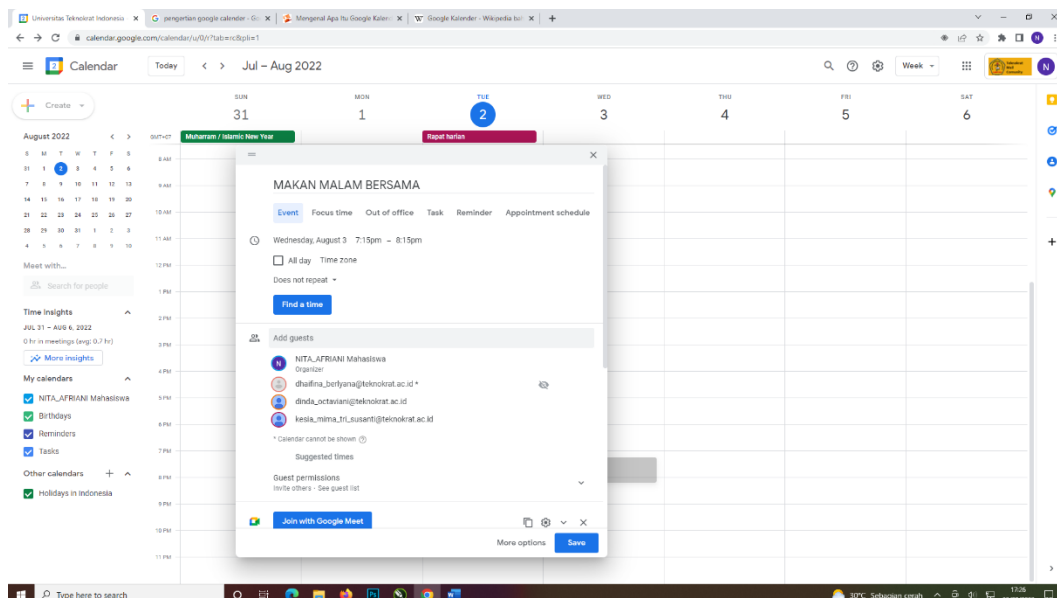 Universitas Teknokrat Indonesia
pengertian google calender - Go
Mengenal Apa Itu Google Kalend
Google Kalender - Wikipedia bah
calendar.google.com/calendar/u/0/r?tab=rc&pli=1
N
2 Calendar
Today
Jul – Aug 2022
Week
N
Create
SUN MON TUE WED THU FRI SAT
31 1 2 3 4 5 6
GMT+07
Muharram / Islamic New Year
Rapat harian
August 2022
S M T W T F S
31 1 2 3 4 5 6
7 8 9 10 11 12 13
14 15 16 17 18 19 20
21 22 23 24 25 26 27
28 29 30 31 1 2 3
4 5 6 7 8 9 10
Meet with...
Search for people
Time Insights
JUL 31 – AUG 6, 2022
0 hr in meetings (avg: 0.7 hr)
More insights
My calendars
NITA_AFRIANI Mahasiswa
Birthdays
Reminders
Tasks
Other calendars
Holidays in Indonesia
8 AM
9 AM
10 AM
11 AM
12 PM
1 PM
2 PM
3 PM
4 PM
5 PM
6 PM
7 PM
8 PM
9 PM
10 PM
11 PM
MAKAN MALAM BERSAMA
Event Focus time Out of office Task Reminder Appointment schedule
Wednesday, August 3 7:15pm – 8:15pm
All day Time zone
Does not repeat
Find a time
Add guests
N
NITA_AFRIANI Mahasiswa
Organizer
dhaifina_berlyana@teknokrat.ac.id *
dinda_octaviani@teknokrat.ac.id
kesia_mima_tri_susanti@teknokrat.ac.id
* Calendar cannot be shown
Suggested times
Guest permissions
Invite others - See guest list
Join with Google Meet
More options
Save
Type here to search
Ps
30°C Sebagian cerah
17:26